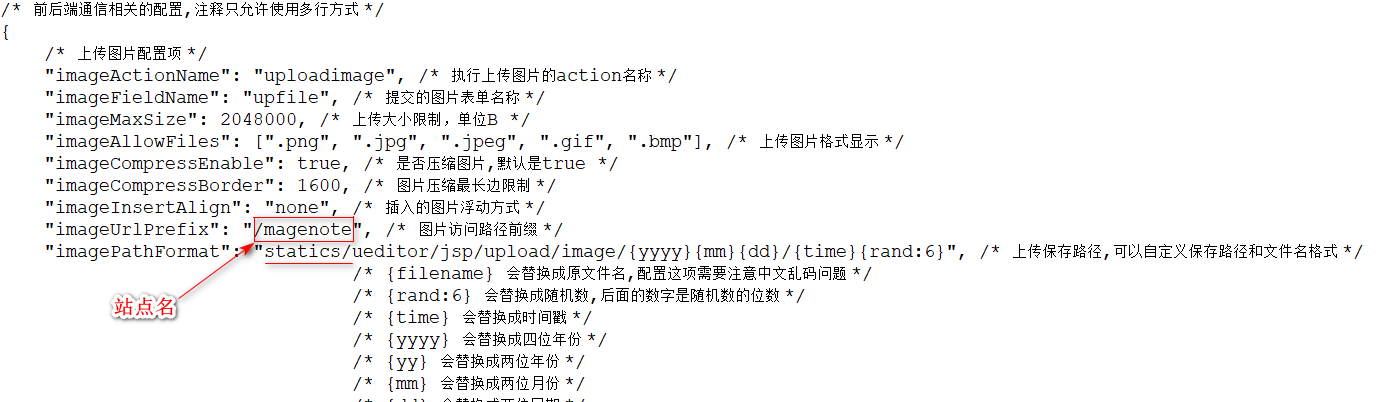 /* 前后端通信相关的配置,注释只允许使用多行方式 */
{
    /* 上传图片配置项 */
    "imageActionName": "uploadimage", /* 执行上传图片的action名称 */
    "imageFieldName": "upfile", /* 提交的图片表单名称 */
    "imageMaxSize": 2048000, /* 上传大小限制，单位B */
    "imageAllowFiles": [".png", ".jpg", ".jpeg", ".gif", ".bmp"], /* 上传图片格式显示 */
    "imageCompressEnable": true, /* 是否压缩图片,默认是true */
    "imageCompressBorder": 1600, /* 图片压缩最长边限制 */
    "imageInsertAlign": "none", /* 插入的图片浮动方式 */
    "imageUrlPrefix": "/magenote", /* 图片访问路径前缀 */
    "imagePathFormat": "statics/ueditor/jsp/upload/image/{yyyy}{mm}{dd}/{time}{rand:6}", /* 上传保存路径,可以自定义保存路径和文件名格式 */
                                /* {filename} 会替换成原文件名,配置这项需要注意中文乱码问题 */
站点名
                                /* {rand:6} 会替换成随机数,后面的数字是随机数的位数 */
                                /* {time} 会替换成时间戳 */
                                /* {yyyy} 会替换成四位年份 */
                                /* {yy} 会替换成两位年份 */
                                /* {mm} 会替换成两位月份 */